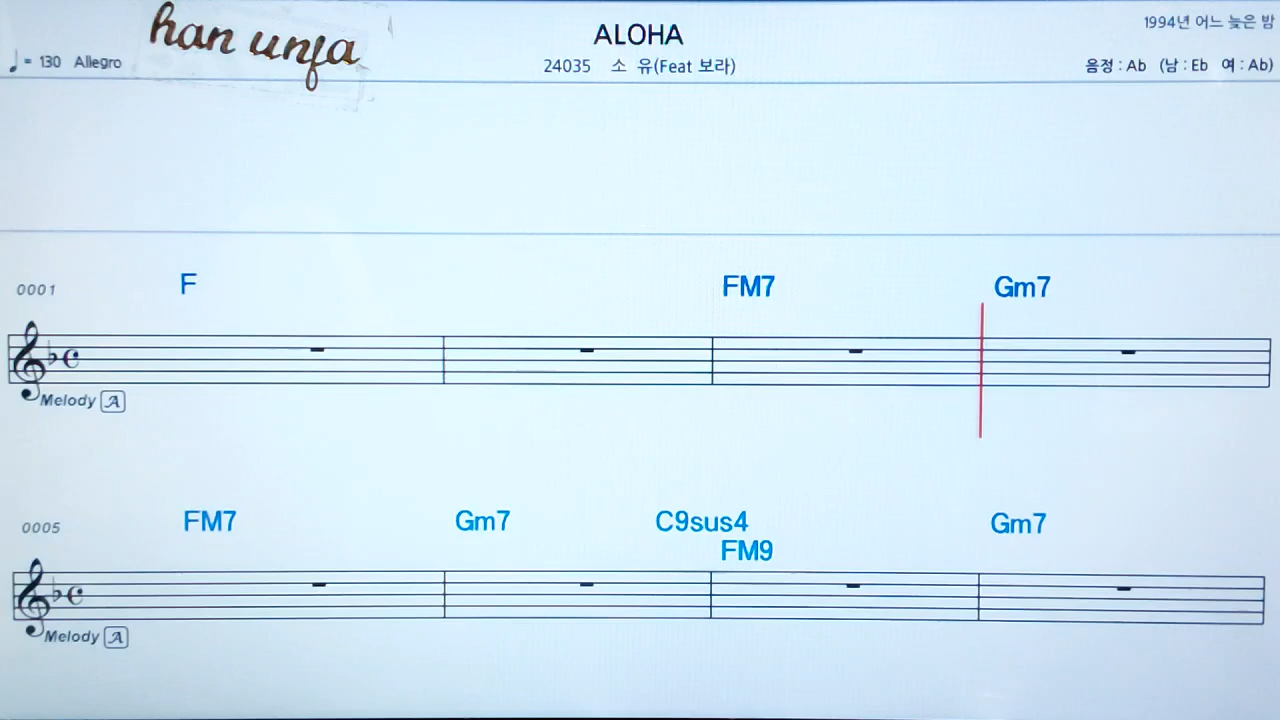 han unfa
ALOHA
1994년 어느 늦은 밤
♩ = 130 Allegro
24035 소 유(Feat 보라)
음정 : Ab (남 : Eb 여 : Ab)
F FM7 Gm7
0001
Melody A
FM7 Gm7 C9sus4 Gm7
0005
FM9
Melody A